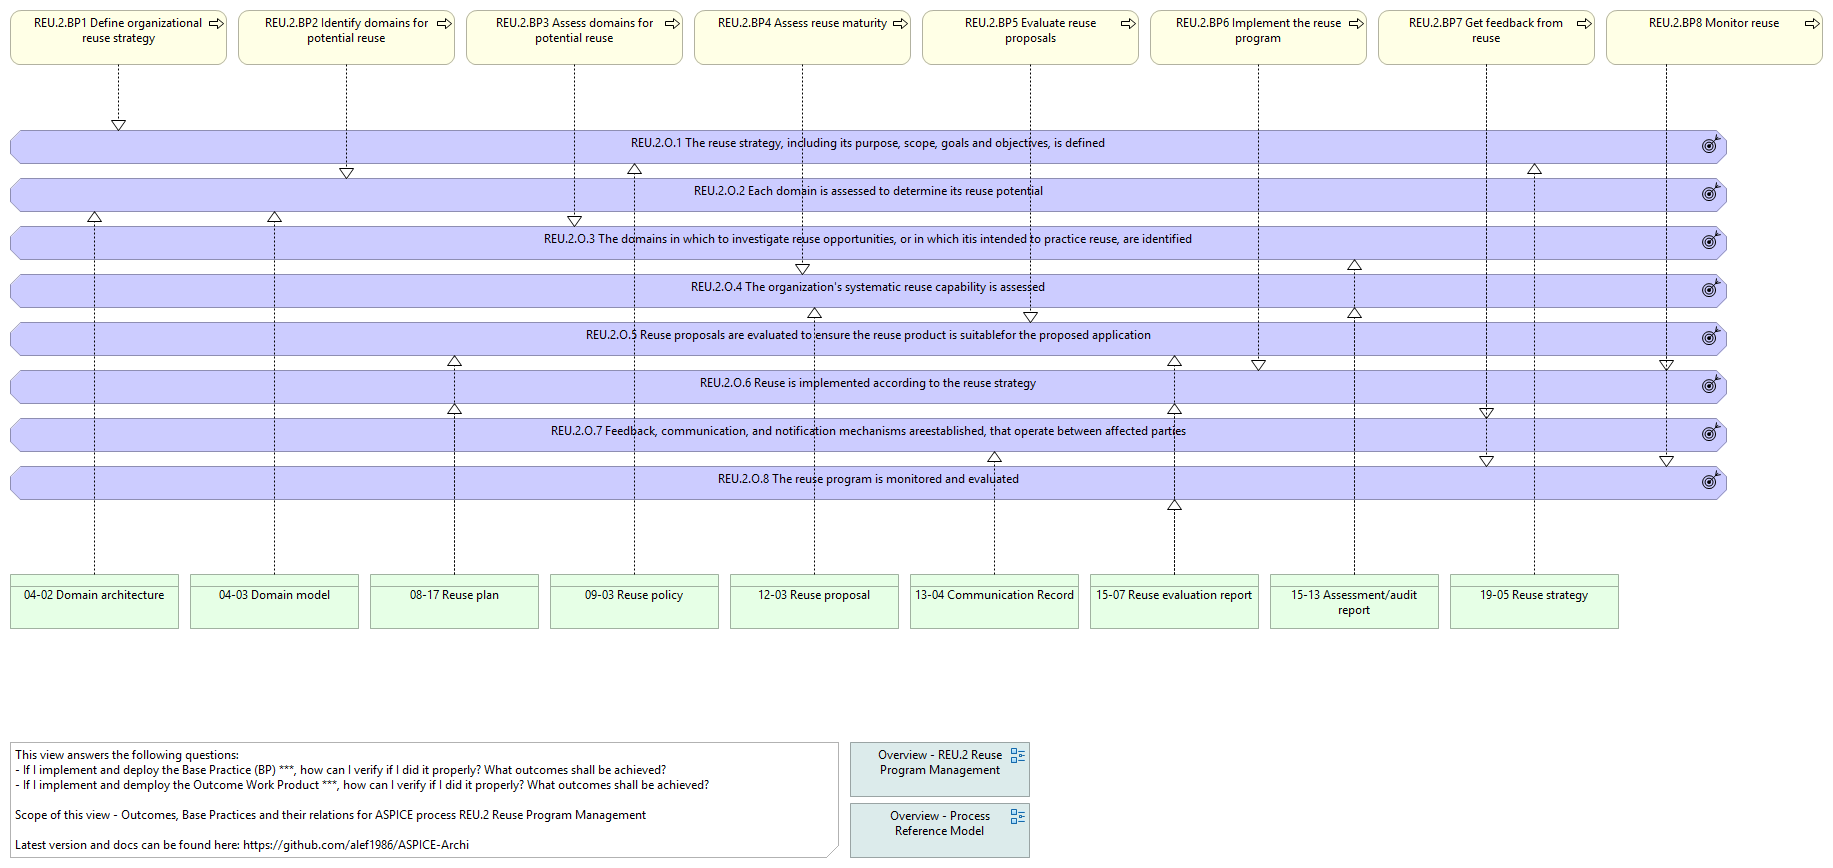 REU.2.BP1 Define organizational
reuse strategy
REU.2.BP2 Identify domains for
potential reuse
REU.2.BP3 Assess domains for
potential reuse
REU.2.BP4 Assess reuse maturity
REU.2.BP5 Evaluate reuse
proposals
REU.2.BP6 Implement the reuse
program
REU.2.BP7 Get feedback from
reuse
REU.2.BP8 Monitor reuse
REU.2.O.1 The reuse strategy, including its purpose, scope, goals and objectives, is defined
REU.2.O.2 Each domain is assessed to determine its reuse potential
REU.2.O.3 The domains in which to investigate reuse opportunities, or in which itis intended to practice reuse, are identified
REU.2.O.4 The organization's systematic reuse capability is assessed
REU.2.O.5 Reuse proposals are evaluated to ensure the reuse product is suitablefor the proposed application
REU.2.O.6 Reuse is implemented according to the reuse strategy
REU.2.O.7 Feedback, communication, and notification mechanisms areestablished, that operate between affected parties
REU.2.O.8 The reuse program is monitored and evaluated
04-02 Domain architecture
04-03 Domain model
08-17 Reuse plan
09-03 Reuse policy
12-03 Reuse proposal
13-04 Communication Record
15-07 Reuse evaluation report
15-13 Assessment/audit
report
19-05 Reuse strategy
This view answers the following questions:
- If I implement and deploy the Base Practice (BP) ***, how can I verify if I did it properly? What outcomes shall be achieved?
- If I implement and demploy the Outcome Work Product ***, how can I verify if I did it properly? What outcomes shall be achieved?
Scope of this view - Outcomes, Base Practices and their relations for ASPICE process REU.2 Reuse Program Management
Latest version and docs can be found here: https://github.com/alef1986/ASPICE-Archi
Overview - REU.2 Reuse
Program Management
Overview - Process
Reference Model